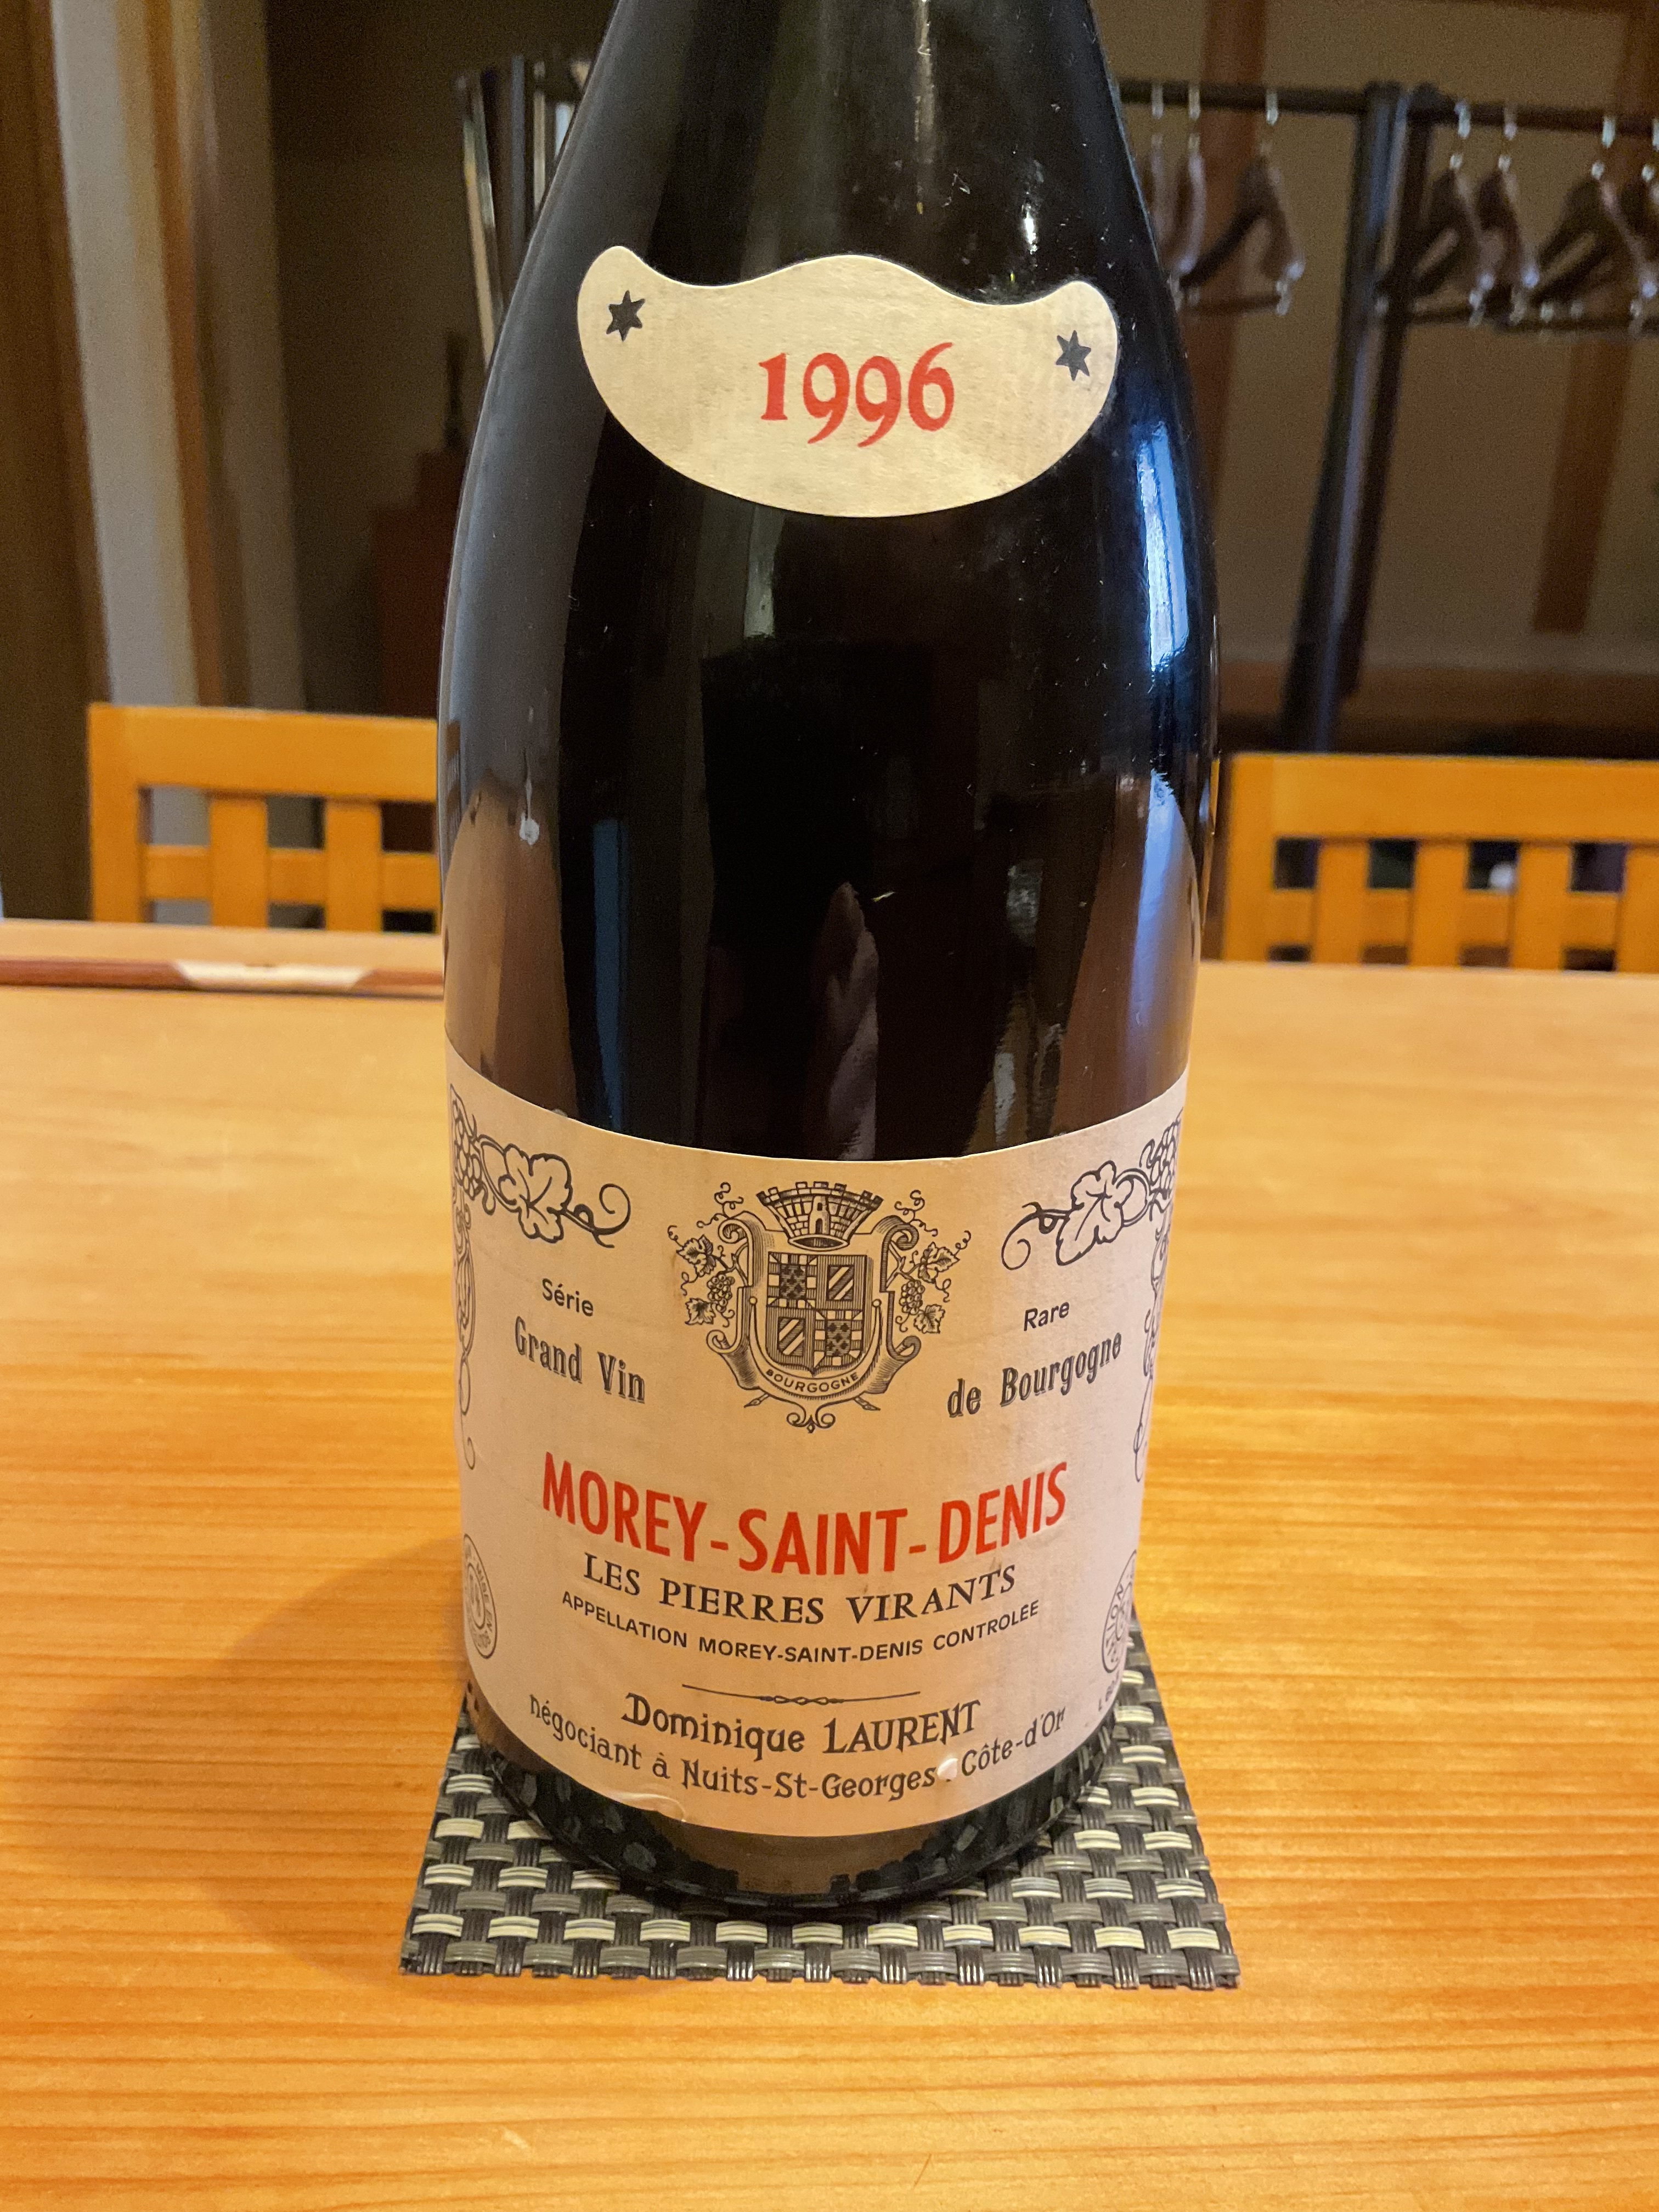 1996
Série
Rare
Grand Vin
de Bourgogne
BOURGOGNE
MOREY-SAINT-DENIS
LES PIERRES VIRANTS
APPELLATION MOREY-SAINT-DENIS CONTROLÉE
Dominique LAURENT
négociant à Nuits-St-Georges . Côte-d'Or